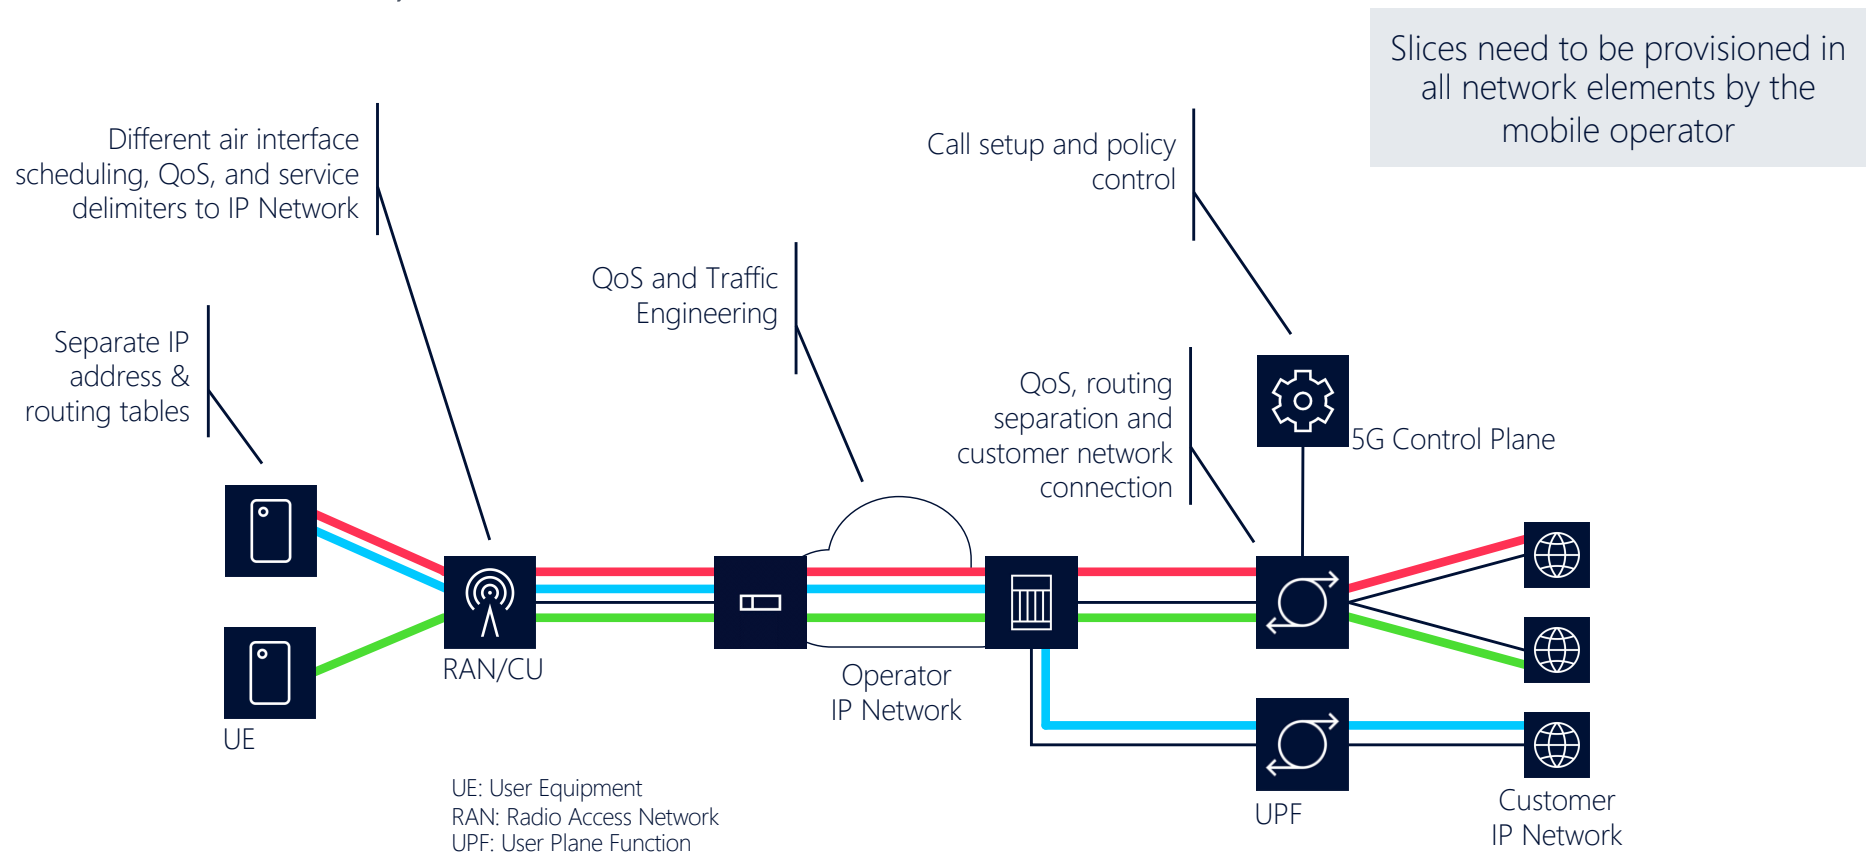 Slices need to be provisioned in
all network elements by the
mobile operator
Different air interface
scheduling, QoS, and service
delimiters to IP Network
Call setup and policy
control
QoS and Traffic
Engineering
Separate IP
address &
routing tables
QoS, routing
separation and
customer network
connection
5G Control Plane
RAN/CU
Operator
IP Network
UE
UPF
Customer
IP Network
UE: User Equipment
RAN: Radio Access Network
UPF: User Plane Function